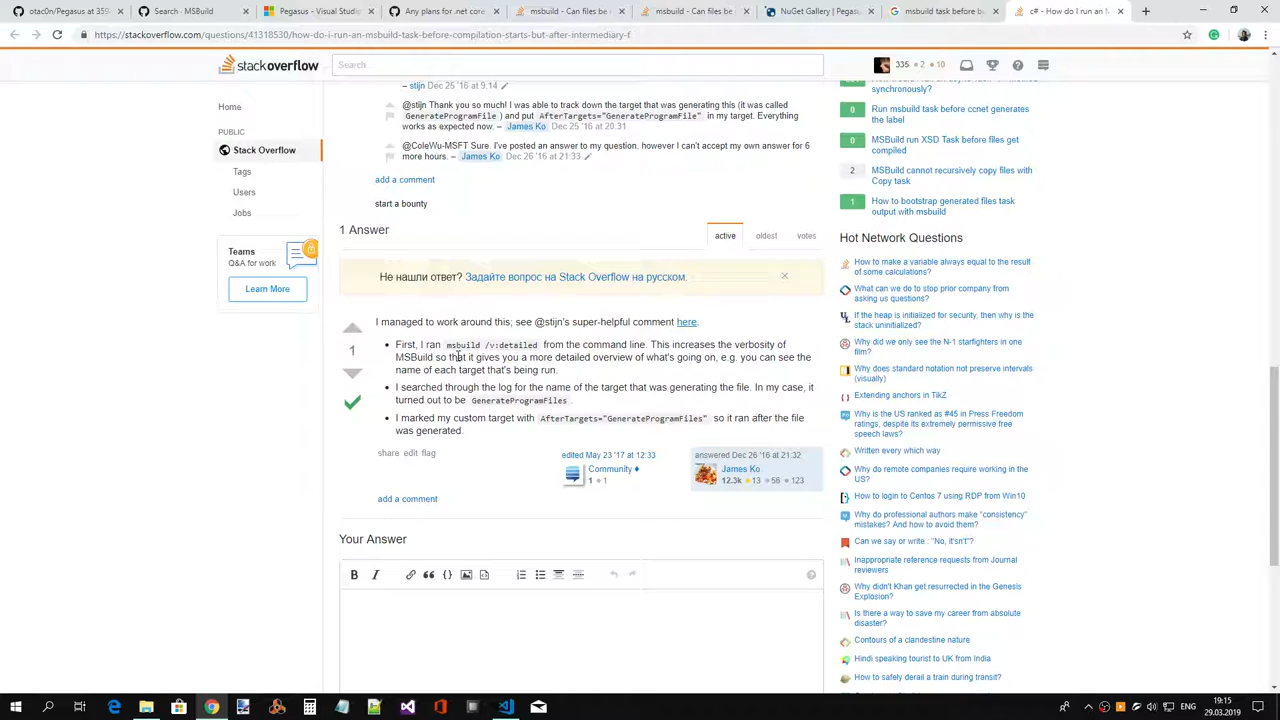 otac0n/Pegasus at 35
Search · MSBuild
Pegasus - Visual Studio
Any plans for .net core
msbuild - Can files be
msbuild - Can files be
NuGet Gallery | Pegasu
msbuild task before b
c# - How do I run an
https://stackoverflow.com/questions/41318530/how-do-i-run-an-msbuild-task-before-compilation-starts-but-after-intermediary-f
stackoverflow
Search...
335 2 10
Home
PUBLIC
Stack Overflow
Tags
Users
Jobs
Teams
Q&A for work
Learn More
– stijn Dec 25 '16 at 9:14
@stijn Thank you so much! I was able to track down the target that was generating this (it was called
GenerateProgramFile) and put AfterTargets="GenerateProgramFile" in my target. Everything
works as expected now. – James Ko Dec 25 '16 at 20:31
@ColeWu-MSFT Sure. I've posted an answer to my question. however I can't accept my own answer for 6
more hours. – James Ko Dec 26 '16 at 21:33
add a comment
start a bounty
1 Answer
active oldest votes
Не нашли ответ? Задайте вопрос на Stack Overflow на русском.
I managed to work around this; see @stijn's super-helpful comment here.
1
• First, I ran msbuild /v:detailed from the command line. This increases the verbosity of
MSBuild so that it gives you a more detailed overview of what's going on, e.g. you can see the
name of each target that's being run.
• I searched through the log for the name of the target that was generating the file. In my case, it
turned out to be GenerateProgramFiles.
• I marked my custom target with AfterTargets="GenerateProgramFiles" so it ran after the file
was generated.
share edit flag
edited May 23 '17 at 12:33
Community ♦
1 1
answered Dec 26 '16 at 21:32
James Ko
12.3k 13 56 123
add a comment
Your Answer
synchronously?
0 Run msbuild task before ccnet generates
the label
0 MSBuild run XSD Task before files get
compiled
2 MSBuild cannot recursively copy files with
Copy task
1 How to bootstrap generated files task
output with msbuild
Hot Network Questions
How to make a variable always equal to the result
of some calculations?
What can we do to stop prior company from
asking us questions?
If the heap is initialized for security, then why is the
stack uninitialized?
Why did we only see the N-1 starfighters in one
film?
Why does standard notation not preserve intervals
(visually)
Extending anchors in TikZ
Why is the US ranked as #45 in Press Freedom
ratings, despite its extremely permissive free
speech laws?
Written every which way
Why do remote companies require working in the
US?
How to login to Centos 7 using RDP from Win10
Why do professional authors make "consistency"
mistakes? And how to avoid them?
Can we say or write : "No, it'sn't"?
Inappropriate reference requests from Journal
reviewers
Why didn't Khan get resurrected in the Genesis
Explosion?
Is there a way to save my career from absolute
disaster?
Contours of a clandestine nature
Hindi speaking tourist to UK from India
How to safely derail a train during transit?
ENG
19:15
29.03.2019